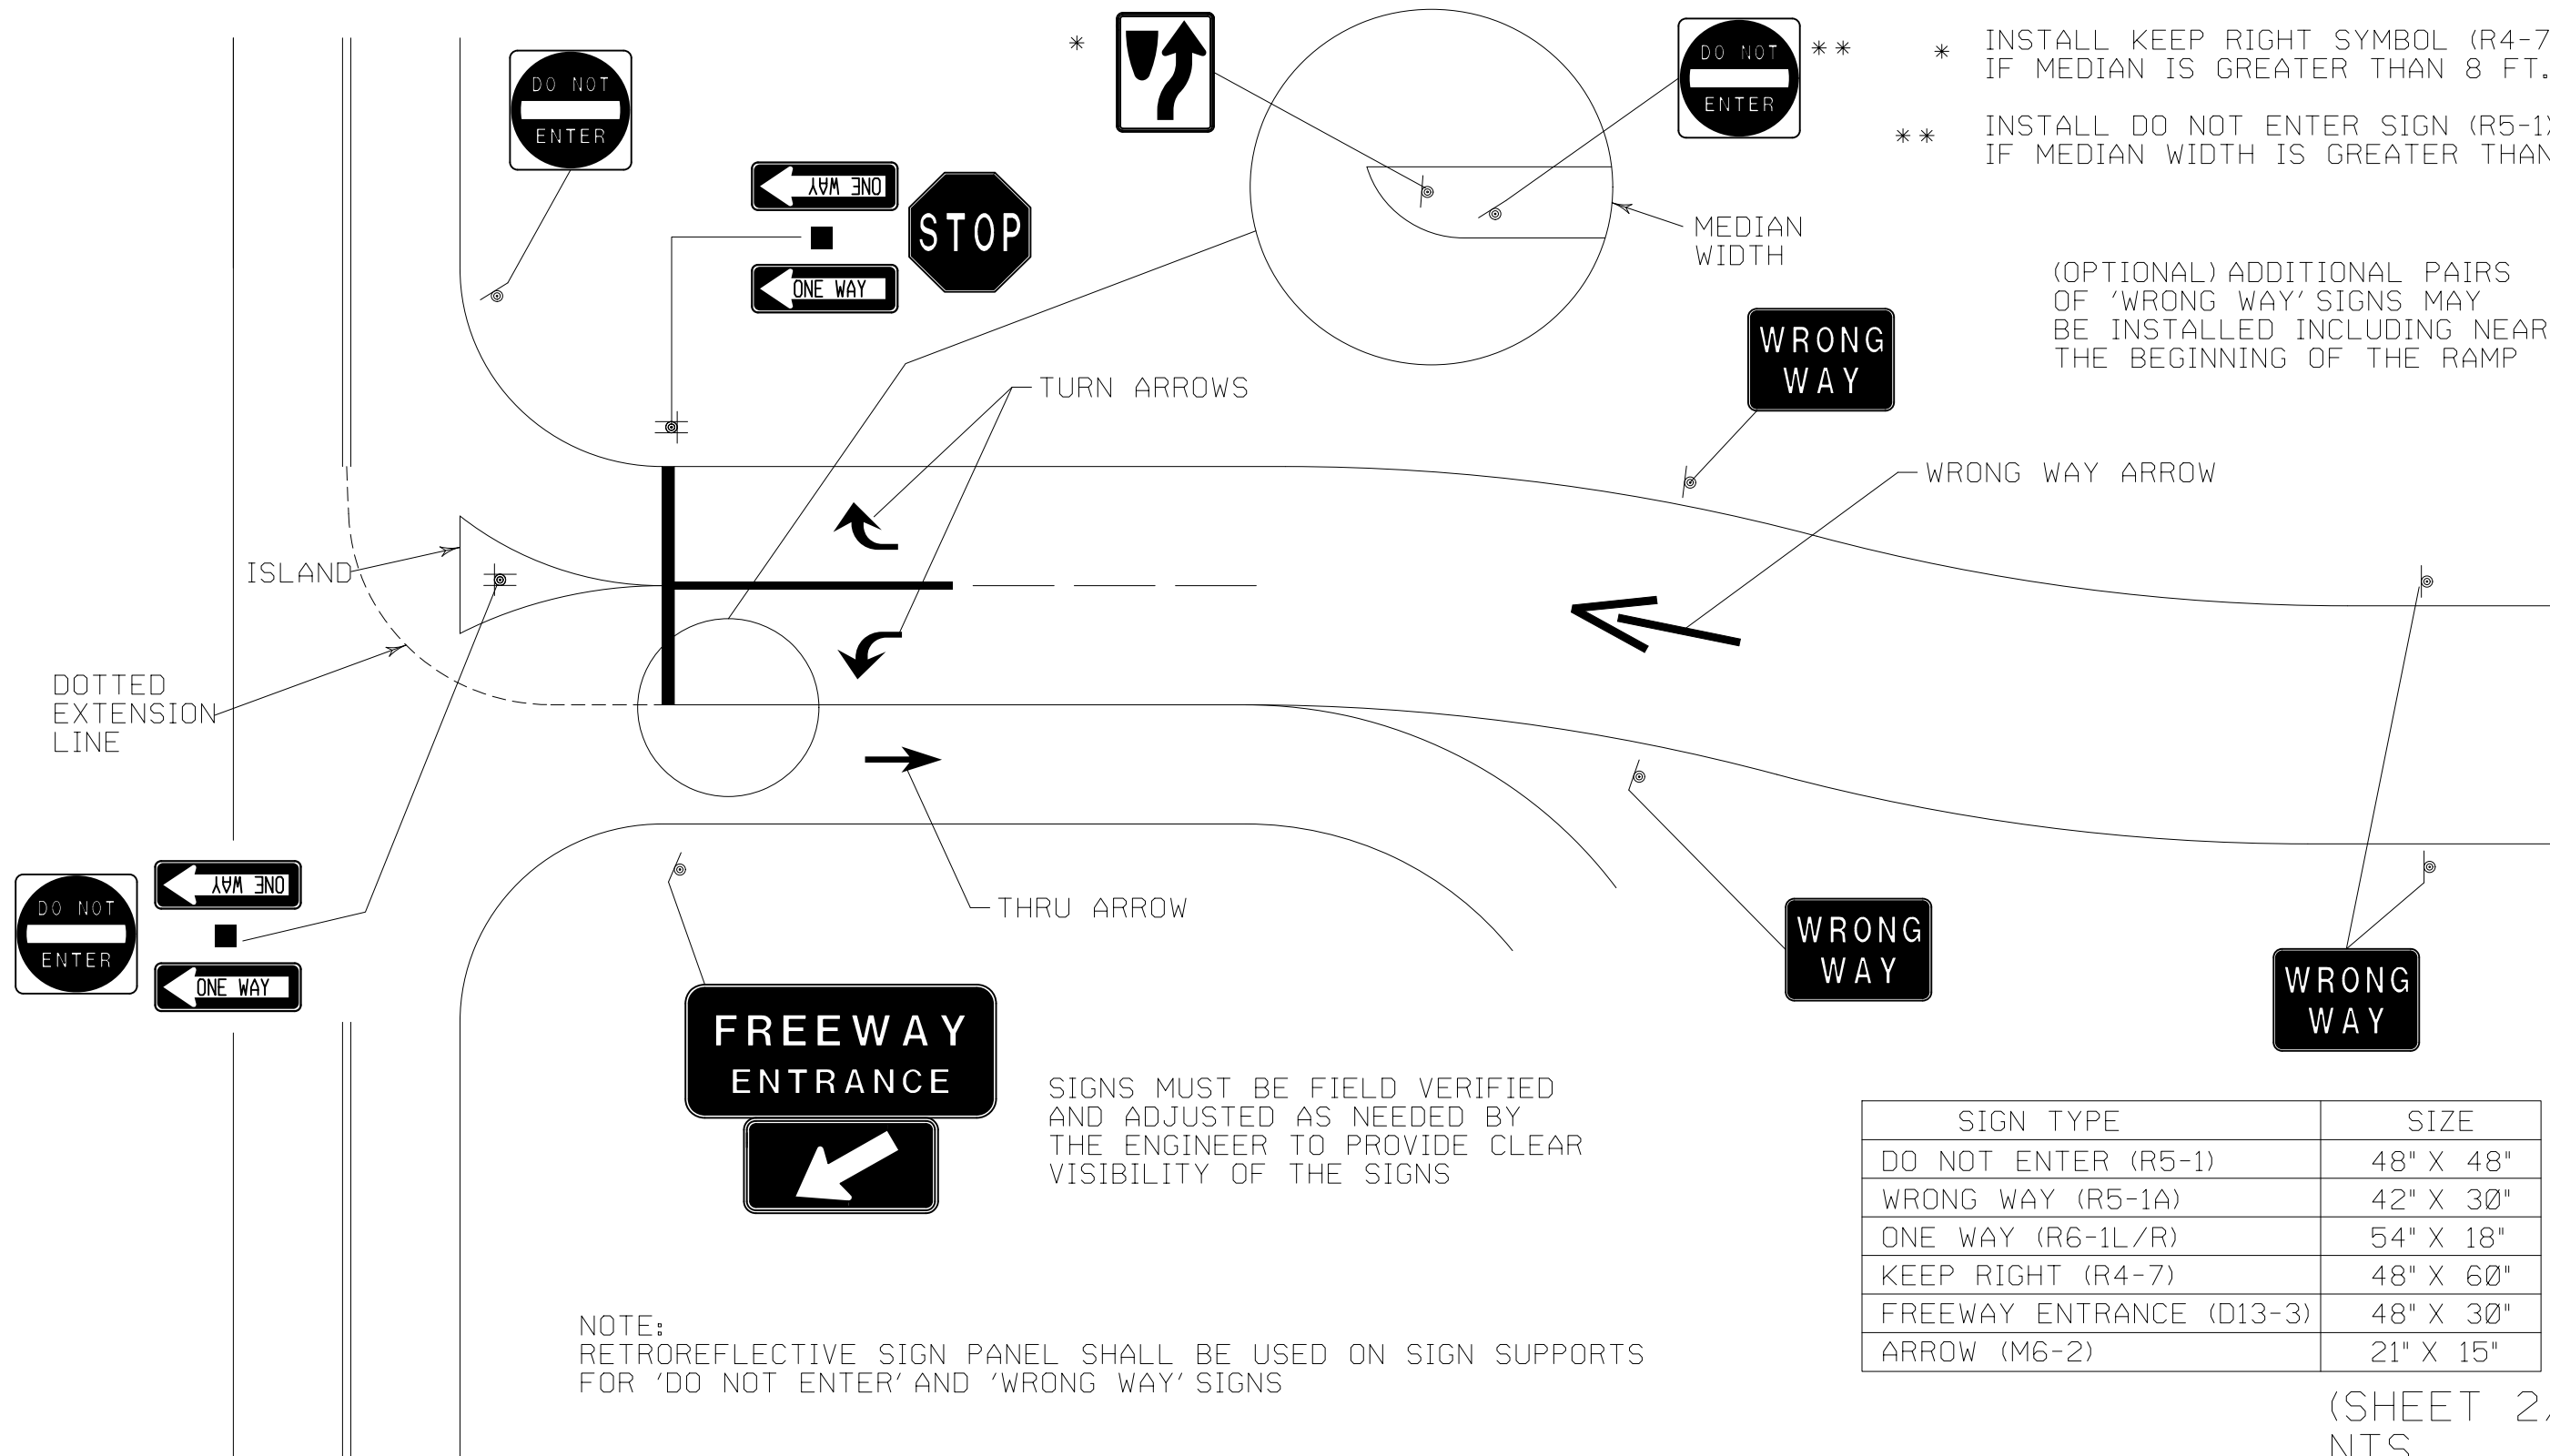 DO NOT
ENTER
ONE WAY
ONE WAY
STOP
*
DO NOT
ENTER
**
* INSTALL KEEP RIGHT SYMBOL (R4-7
IF MEDIAN IS GREATER THAN 8 FT.
** INSTALL DO NOT ENTER SIGN (R5-1)
IF MEDIAN WIDTH IS GREATER THAN
MEDIAN
WIDTH
(OPTIONAL) ADDITIONAL PAIRS
OF 'WRONG WAY' SIGNS MAY
BE INSTALLED INCLUDING NEAR
THE BEGINNING OF THE RAMP
WRONG
WAY
TURN ARROWS
WRONG WAY ARROW
ISLAND
DOTTED
EXTENSION
LINE
DO NOT
ENTER
ONE WAY
ONE WAY
THRU ARROW
WRONG
WAY
WRONG
WAY
FREEWAY
ENTRANCE
SIGNS MUST BE FIELD VERIFIED
AND ADJUSTED AS NEEDED BY
THE ENGINEER TO PROVIDE CLEAR
VISIBILITY OF THE SIGNS
SIGN TYPE SIZE
DO NOT ENTER (R5-1) 48" X 48"
WRONG WAY (R5-1A) 42" X 30"
ONE WAY (R6-1L/R) 54" X 18"
KEEP RIGHT (R4-7) 48" X 60"
FREEWAY ENTRANCE (D13-3) 48" X 30"
ARROW (M6-2) 21" X 15"
NOTE:
RETROREFLECTIVE SIGN PANEL SHALL BE USED ON SIGN SUPPORTS
FOR 'DO NOT ENTER' AND 'WRONG WAY' SIGNS
(SHEET 2
NTS